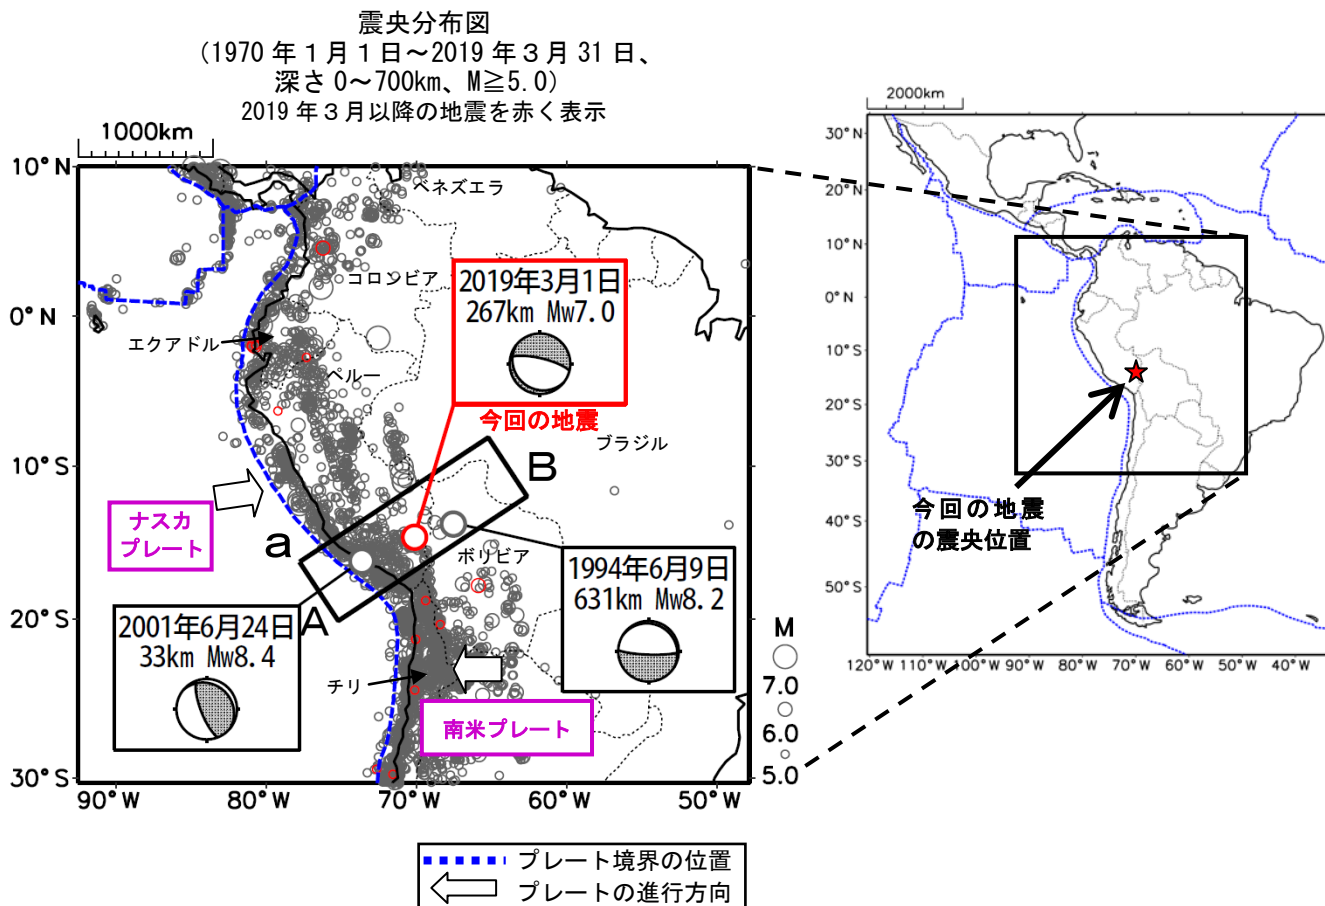 震央分布図
(1970年1月1日～2019年3月31日、
深さ0～700km、M≧5.0)
2019年3月以降の地震を赤く表示
1000km
10°N
0°N
10°S
20°S
30°S
90°W
80°W
70°W
60°W
50°W
ベネズエラ
コロンビア
エクアドル
ペルー
ブラジル
ボリビア
チリ
2019年3月1日
267km Mw7.0
今回の地震
B
a
A
ナスカ
プレート
1994年6月9日
631km Mw8.2
2001年6月24日
33km Mw8.4
南米プレート
M
7.0
6.0
5.0
2000km
30°N
20°N
10°N
0°N
10°S
20°S
30°S
40°S
50°S
120°W
110°W
100°W
90°W
80°W
70°W
60°W
50°W
40°W
今回の地震
の震央位置
プレート境界の位置
プレートの進行方向